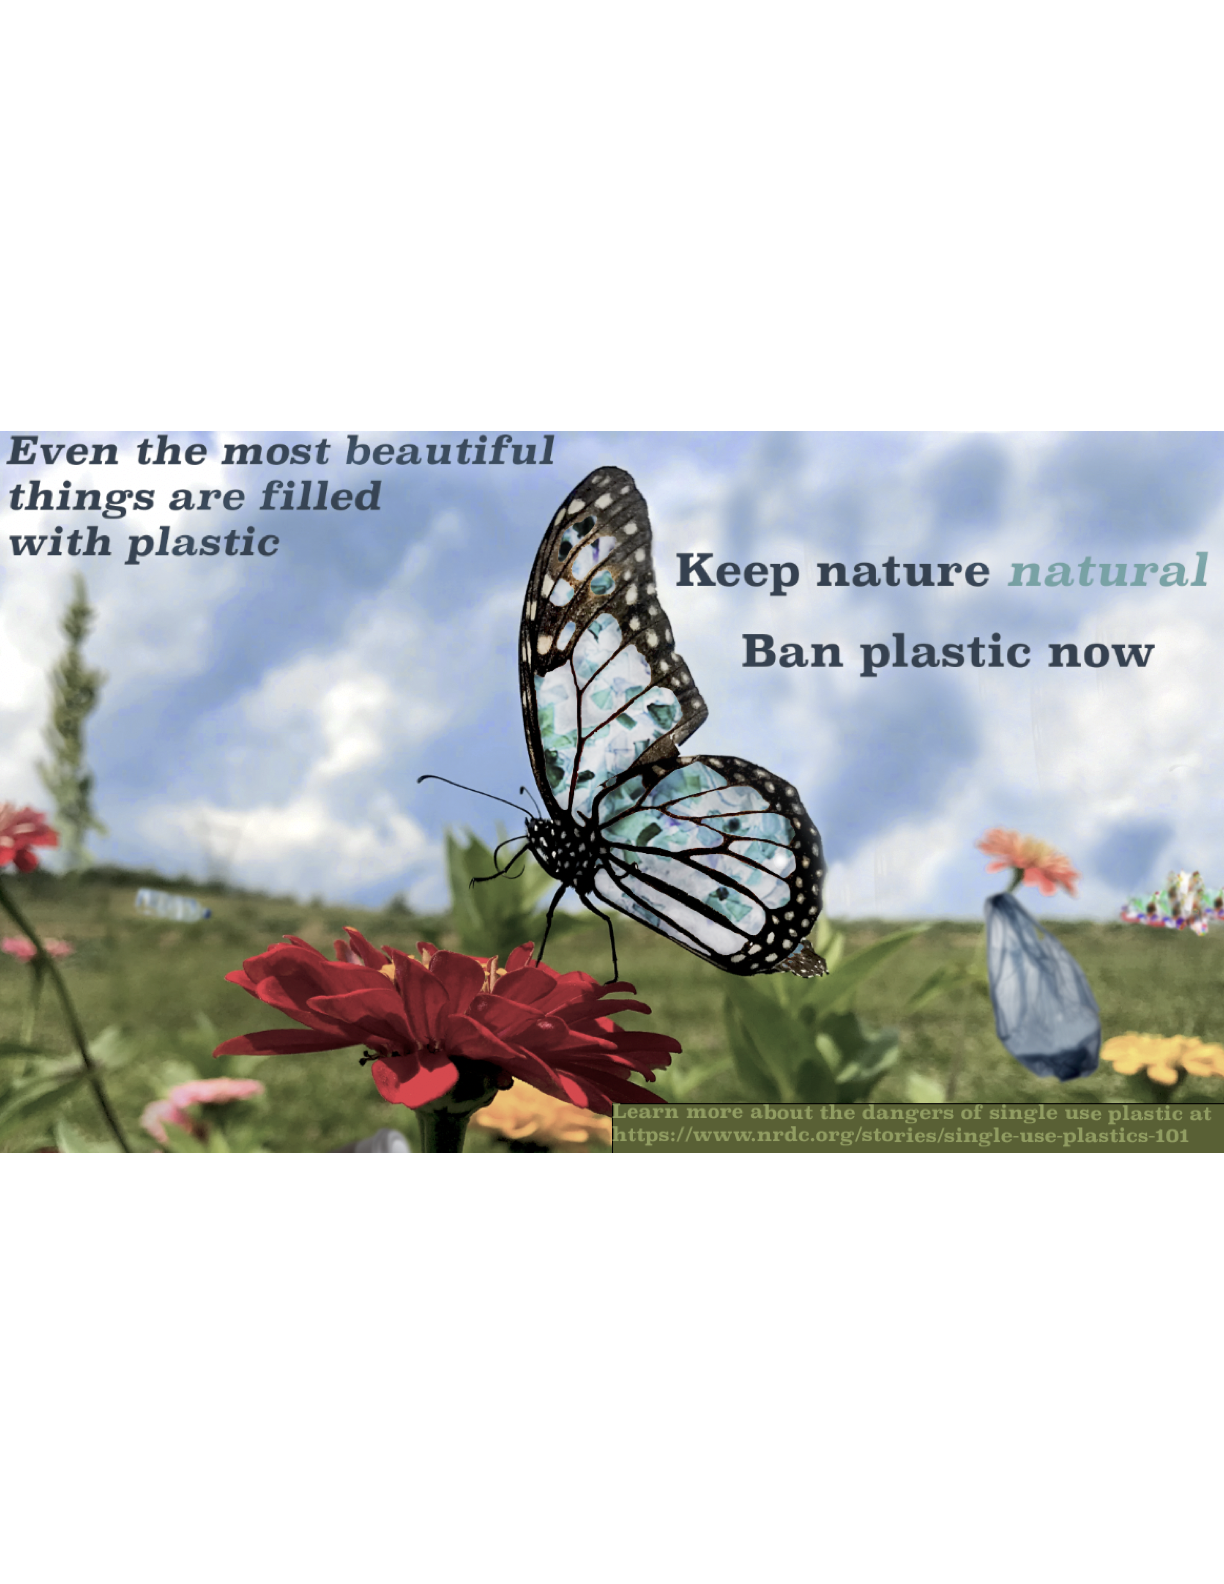 Even the most beautiful
things are filled
with plastic
Keep nature natural
Ban plastic now
Learn more about the dangers of single use plastic at
https://www.nrdc.org/stories/single-use-plastics-101